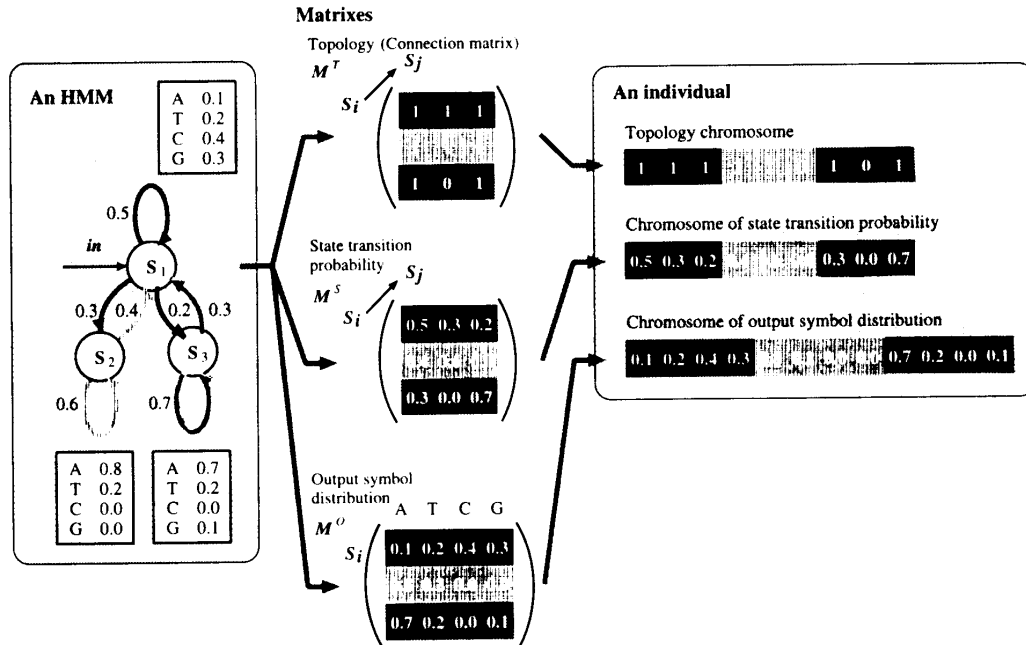 Matrixes
An HMM
A 0.1
T 0.2
C 0.4
G 0.3
0.5
in
S1
0.3
0.4
0.2
0.3
S2
S3
0.6
0.7
A 0.8
T 0.2
C 0.0
G 0.0
A 0.7
T 0.2
C 0.0
G 0.1
Topology (Connection matrix)
M^T
Sj
Si
1 1 1
1 0 1
State transition
probability
M^S
Sj
Si
0.5 0.3 0.2
0.3 0.0 0.7
Output symbol
distribution
A T C G
M^O
Si
0.1 0.2 0.4 0.3
0.7 0.2 0.0 0.1
An individual
Topology chromosome
1 1 1
1 0 1
Chromosome of state transition probability
0.5 0.3 0.2
0.3 0.0 0.7
Chromosome of output symbol distribution
0.1 0.2 0.4 0.3
0.7 0.2 0.0 0.1